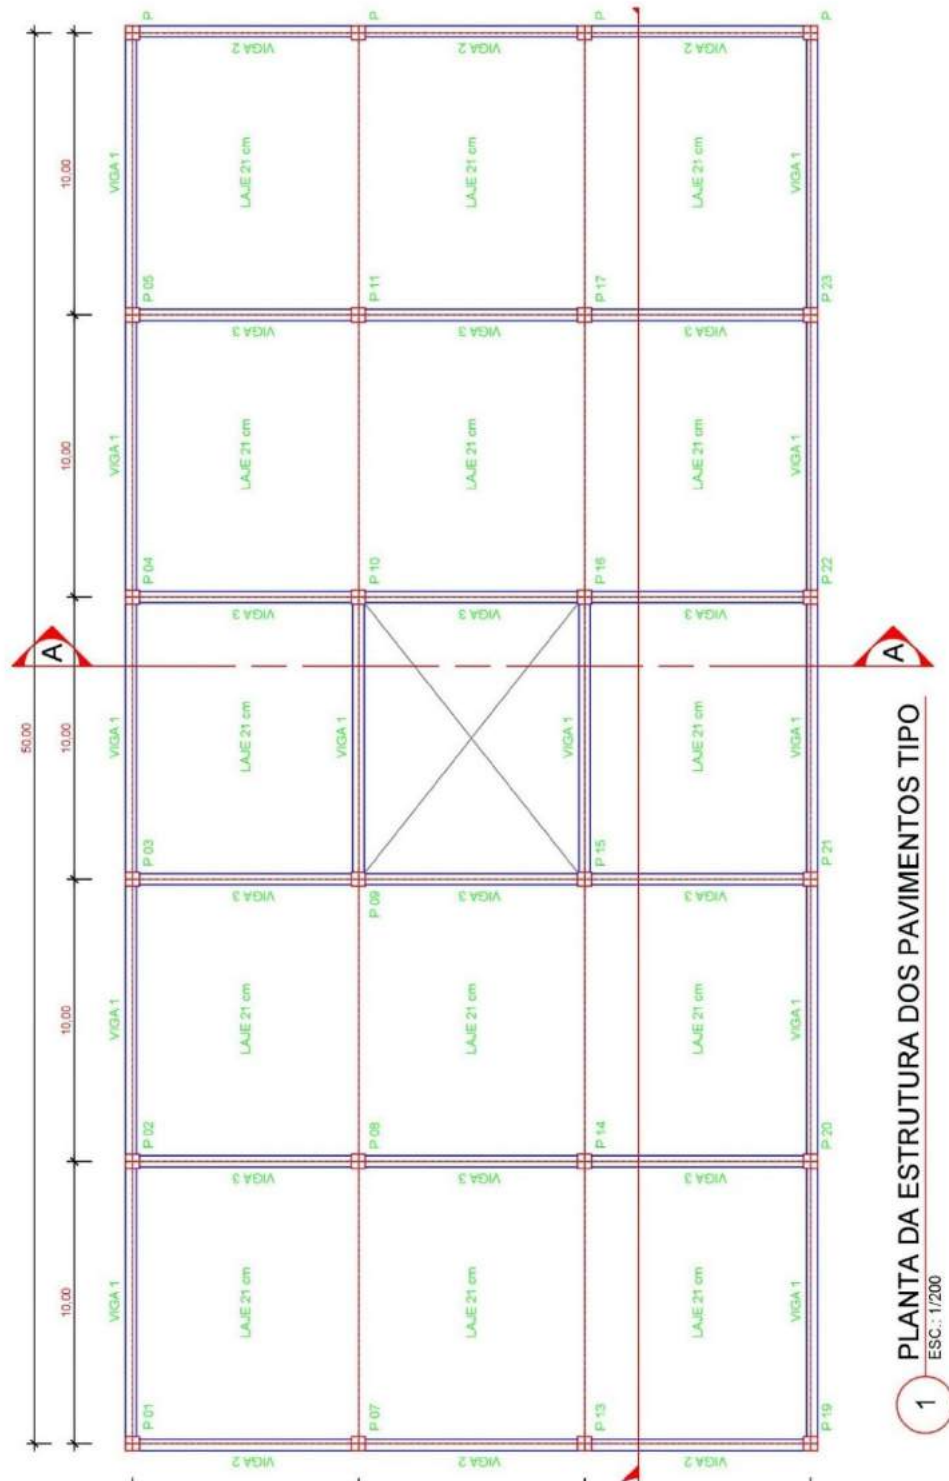 50.00
A
10.00 10.00 10.00 10.00 10.00
VIGA 1 VIGA 1 VIGA 1 VIGA 1 VIGA 1
P 01 P 02 P 03 P 04 P 05 P
VIGA 2 LAJE 21 cm VIGA 3 LAJE 21 cm VIGA 3 LAJE 21 cm VIGA 3 LAJE 21 cm VIGA 3 LAJE 21 cm VIGA 2
VIGA 1
P 07 P 08 P 09 P 10 P 11 P
VIGA 2 LAJE 21 cm VIGA 3 LAJE 21 cm VIGA 3 VIGA 3 LAJE 21 cm VIGA 3 LAJE 21 cm VIGA 2
VIGA 1
P 13 P 14 P 15 P 16 P 17 P
VIGA 2 LAJE 21 cm VIGA 3 LAJE 21 cm VIGA 3 LAJE 21 cm VIGA 3 LAJE 21 cm VIGA 3 LAJE 21 cm VIGA 2
VIGA 1 VIGA 1 VIGA 1 VIGA 1 VIGA 1
P 19 P 20 P 21 P 22 P 23 P
A
1 PLANTA DA ESTRUTURA DOS PAVIMENTOS TIPO
ESC.: 1/200